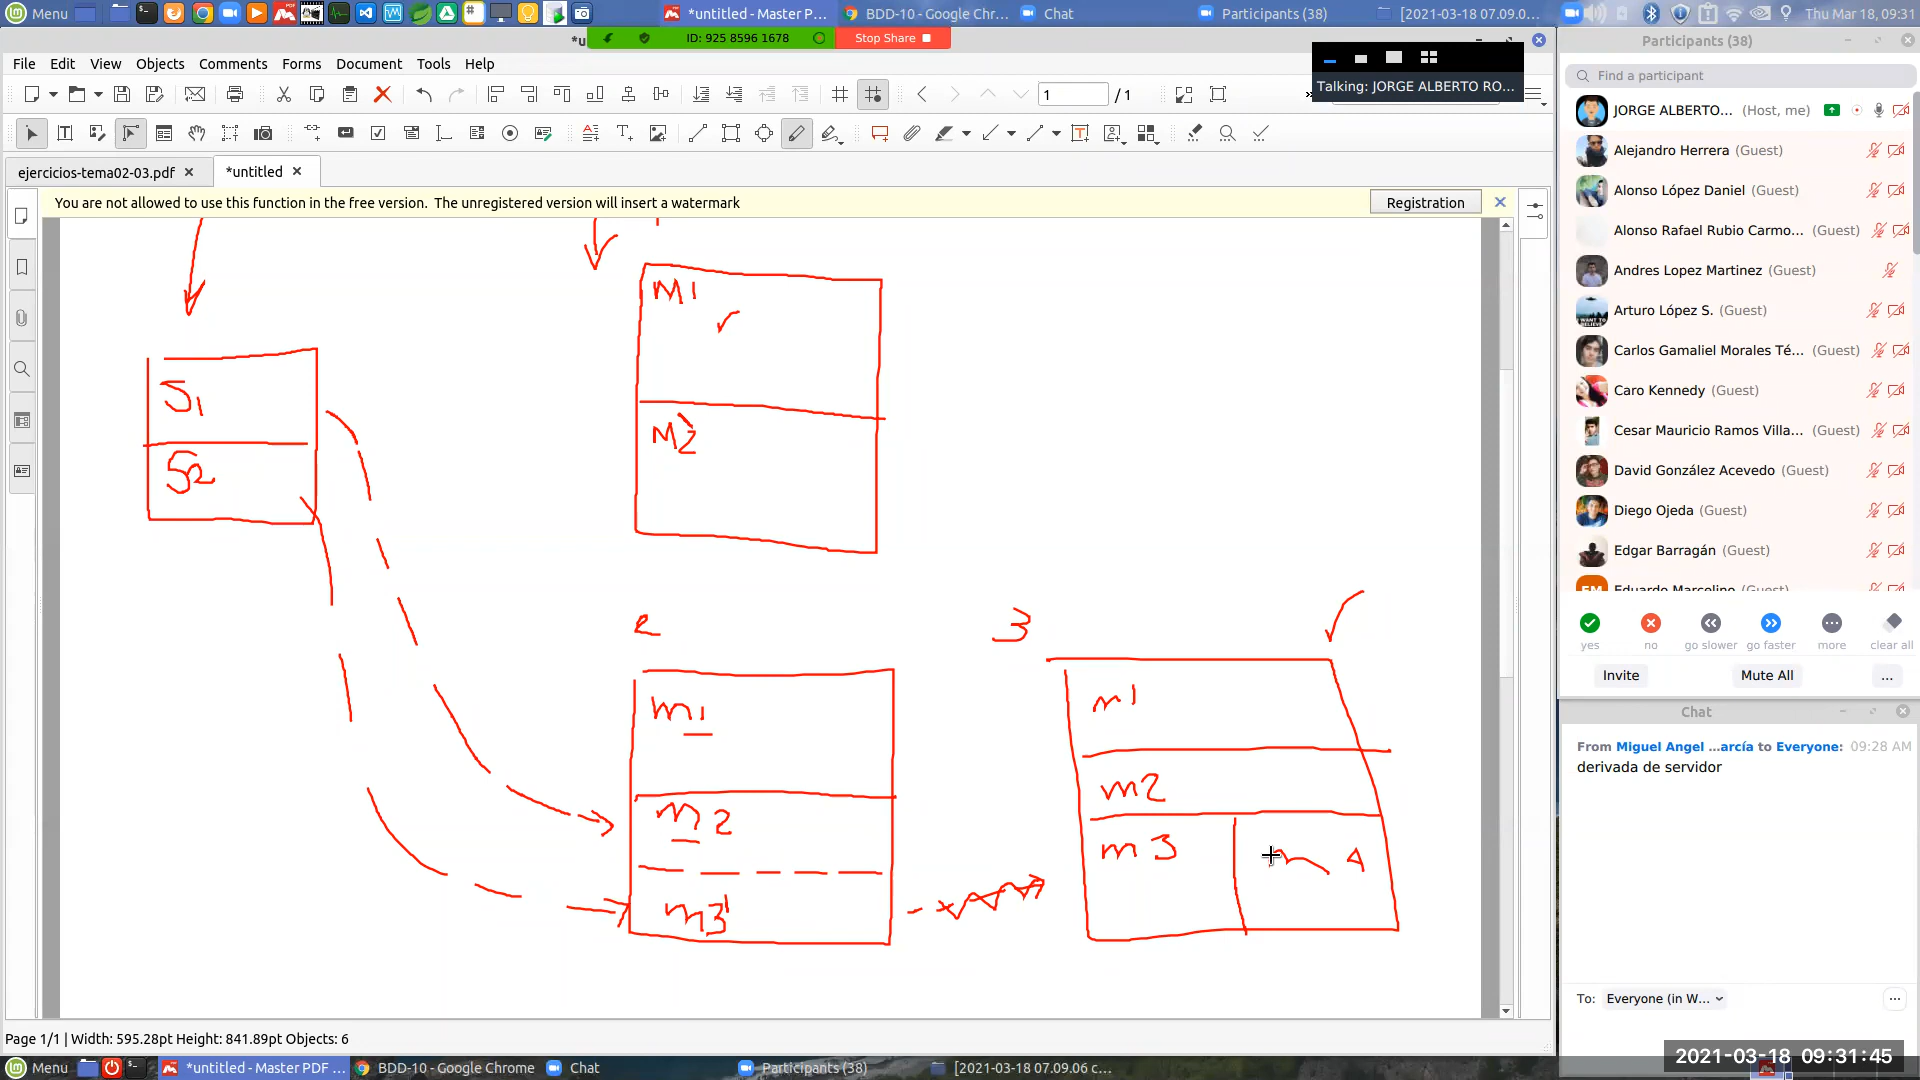 Menu
*untitled - Master P...
BDD-10 - Google Chr...
Chat
Participants (38)
[2021-03-18 07.09.0...
Thu Mar 18, 09:31
*u
ID: 925 8596 1678
Stop Share
Talking: JORGE ALBERTO RO...
File Edit View Objects Comments Forms Document Tools Help
1 / 1
ejercicios-tema02-03.pdf
*untitled
You are not allowed to use this function in the free version. The unregistered version will insert a watermark
Registration
M1
M2
S1
S2
2
3
m1
m2
m3
m1
m2
m3
m4
Page 1/1 | Width: 595.28pt Height: 841.89pt Objects: 6
Participants (38)
Find a participant
JORGE ALBERTO... (Host, me)
Alejandro Herrera (Guest)
Alonso López Daniel (Guest)
Alonso Rafael Rubio Carmo... (Guest)
Andres Lopez Martinez (Guest)
Arturo López S. (Guest)
Carlos Gamaliel Morales Té... (Guest)
Caro Kennedy (Guest)
Cesar Mauricio Ramos Villa... (Guest)
David González Acevedo (Guest)
Diego Ojeda (Guest)
Edgar Barragán (Guest)
EM Eduardo Marcelino (Guest)
yes no go slower go faster more clear all
Invite
Mute All
...
Chat
From Miguel Angel ...arcía to Everyone: 09:28 AM
derivada de servidor
To: Everyone (in W...
2021-03-18 09:31:45
Menu
*untitled - Master PDF ...
BDD-10 - Google Chrome
Chat
Participants (38)
[2021-03-18 07.09.06 c...